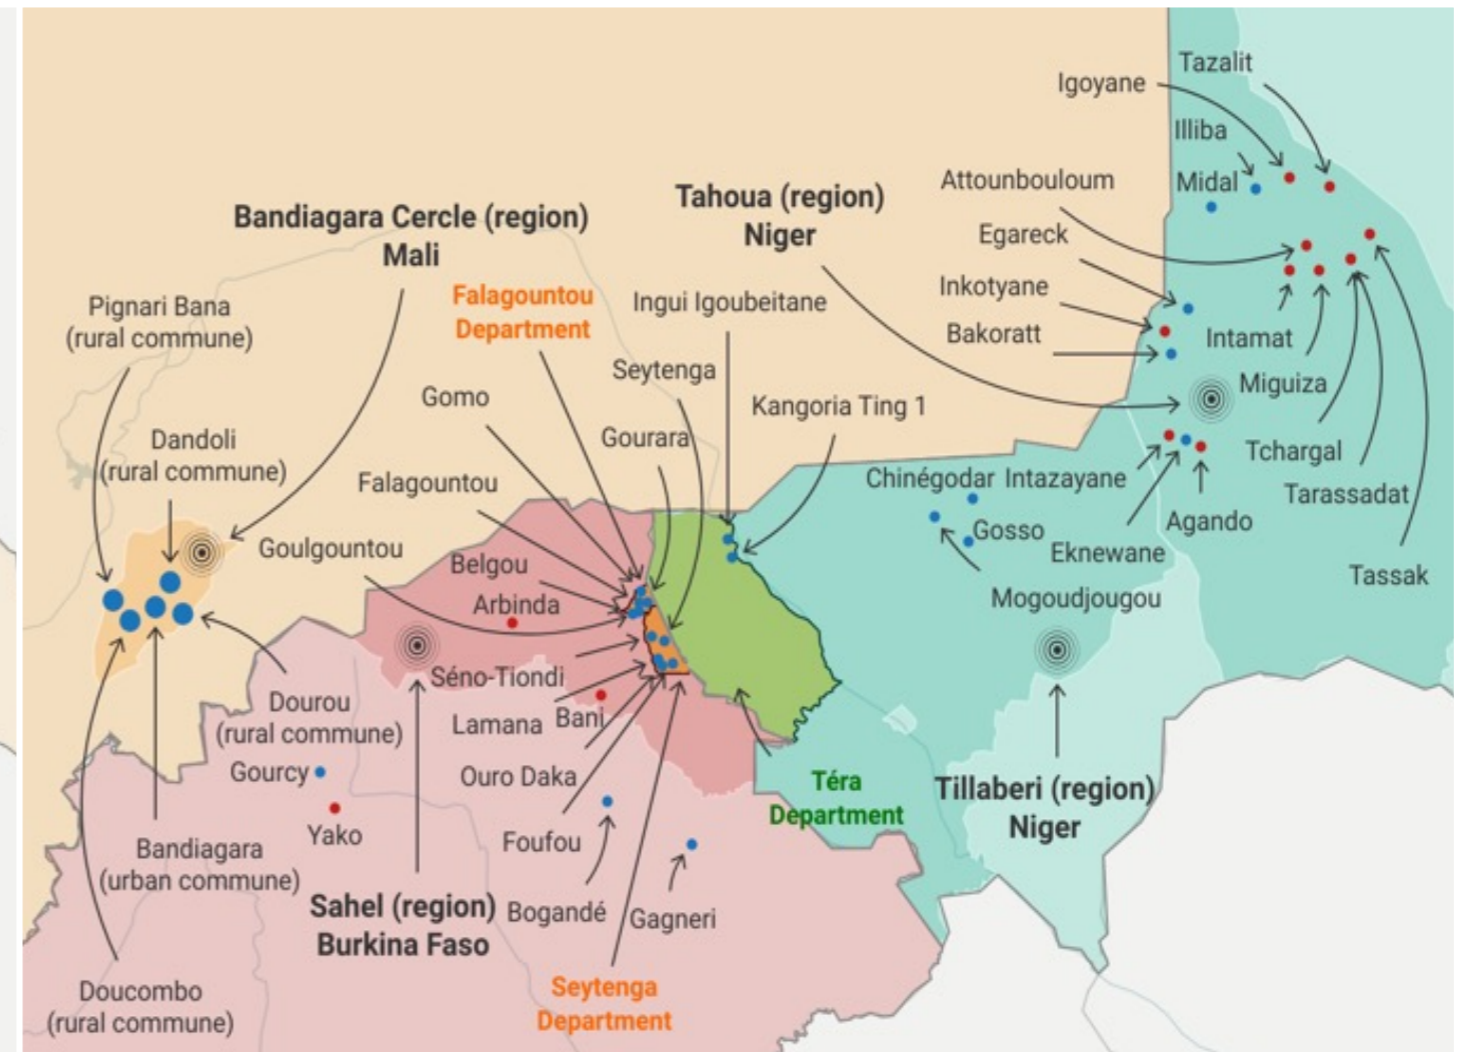 Tazalit
Igoyane
Illiba
Attounbouloum
Midal
Tahoua (region)
Niger
Bandiagara Cercle (region)
Mali
Egareck
Inkotyane
Bakoratt
Falagountou
Department
Ingui Igoubeitane
Pignari Bana
(rural commune)
Intamat
Seytenga
Miguiza
Gomo
Kangoria Ting 1
Gourara
Dandoli
(rural commune)
Tchargal
Falagountou
Chinégodar
Intazayane
Tarassadat
Agando
Gosso
Eknewane
Goulgountou
Belgou
Tassak
Arbinda
Mogoudjougou
Séno-Tiondi
Dourou
(rural commune)
Lamana
Bani
Gourcy
Ouro Daka
Téra
Department
Tillaberi (region)
Niger
Yako
Foufou
Bandiagara
(urban commune)
Sahel (region)
Burkina Faso
Bogandé
Gagneri
Doucombo
(rural commune)
Seytenga
Department